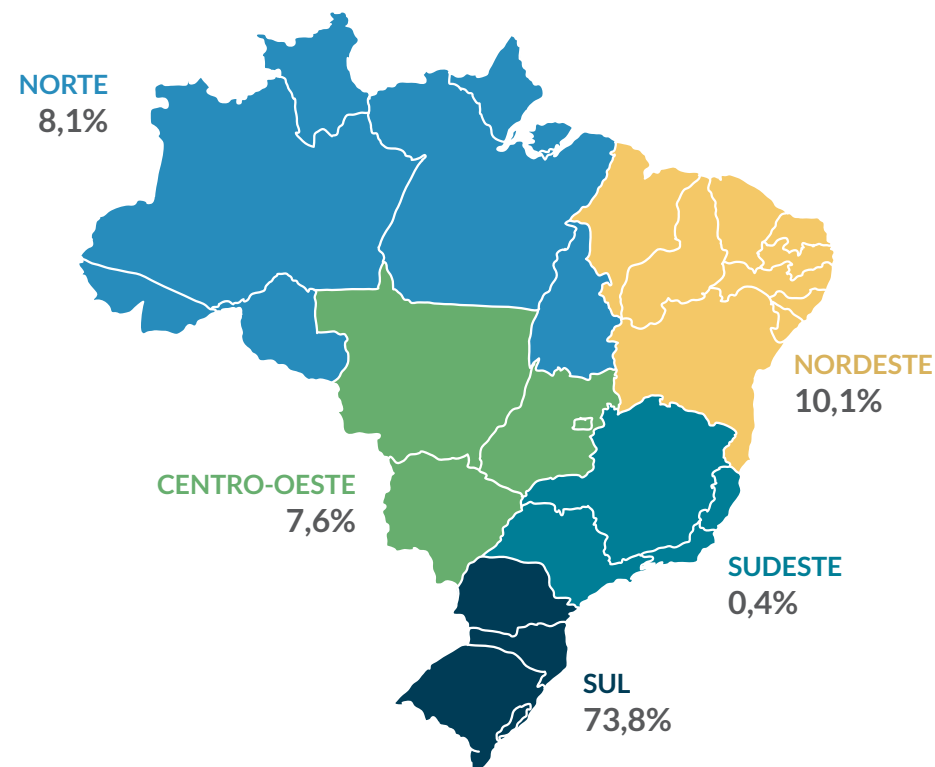 NORTE
8,1%
NORDESTE
10,1%
CENTRO-OESTE
7,6%
SUDESTE
0,4%
SUL
73,8%